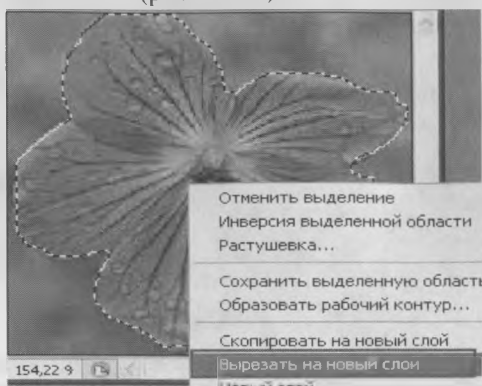 Отменить выделение
Инверсия выделенной области
Растушевка...
Сохранить выделенную область
Образовать рабочий контур...
Скопировать на новый слой
Вырезать на новый слой
154,22